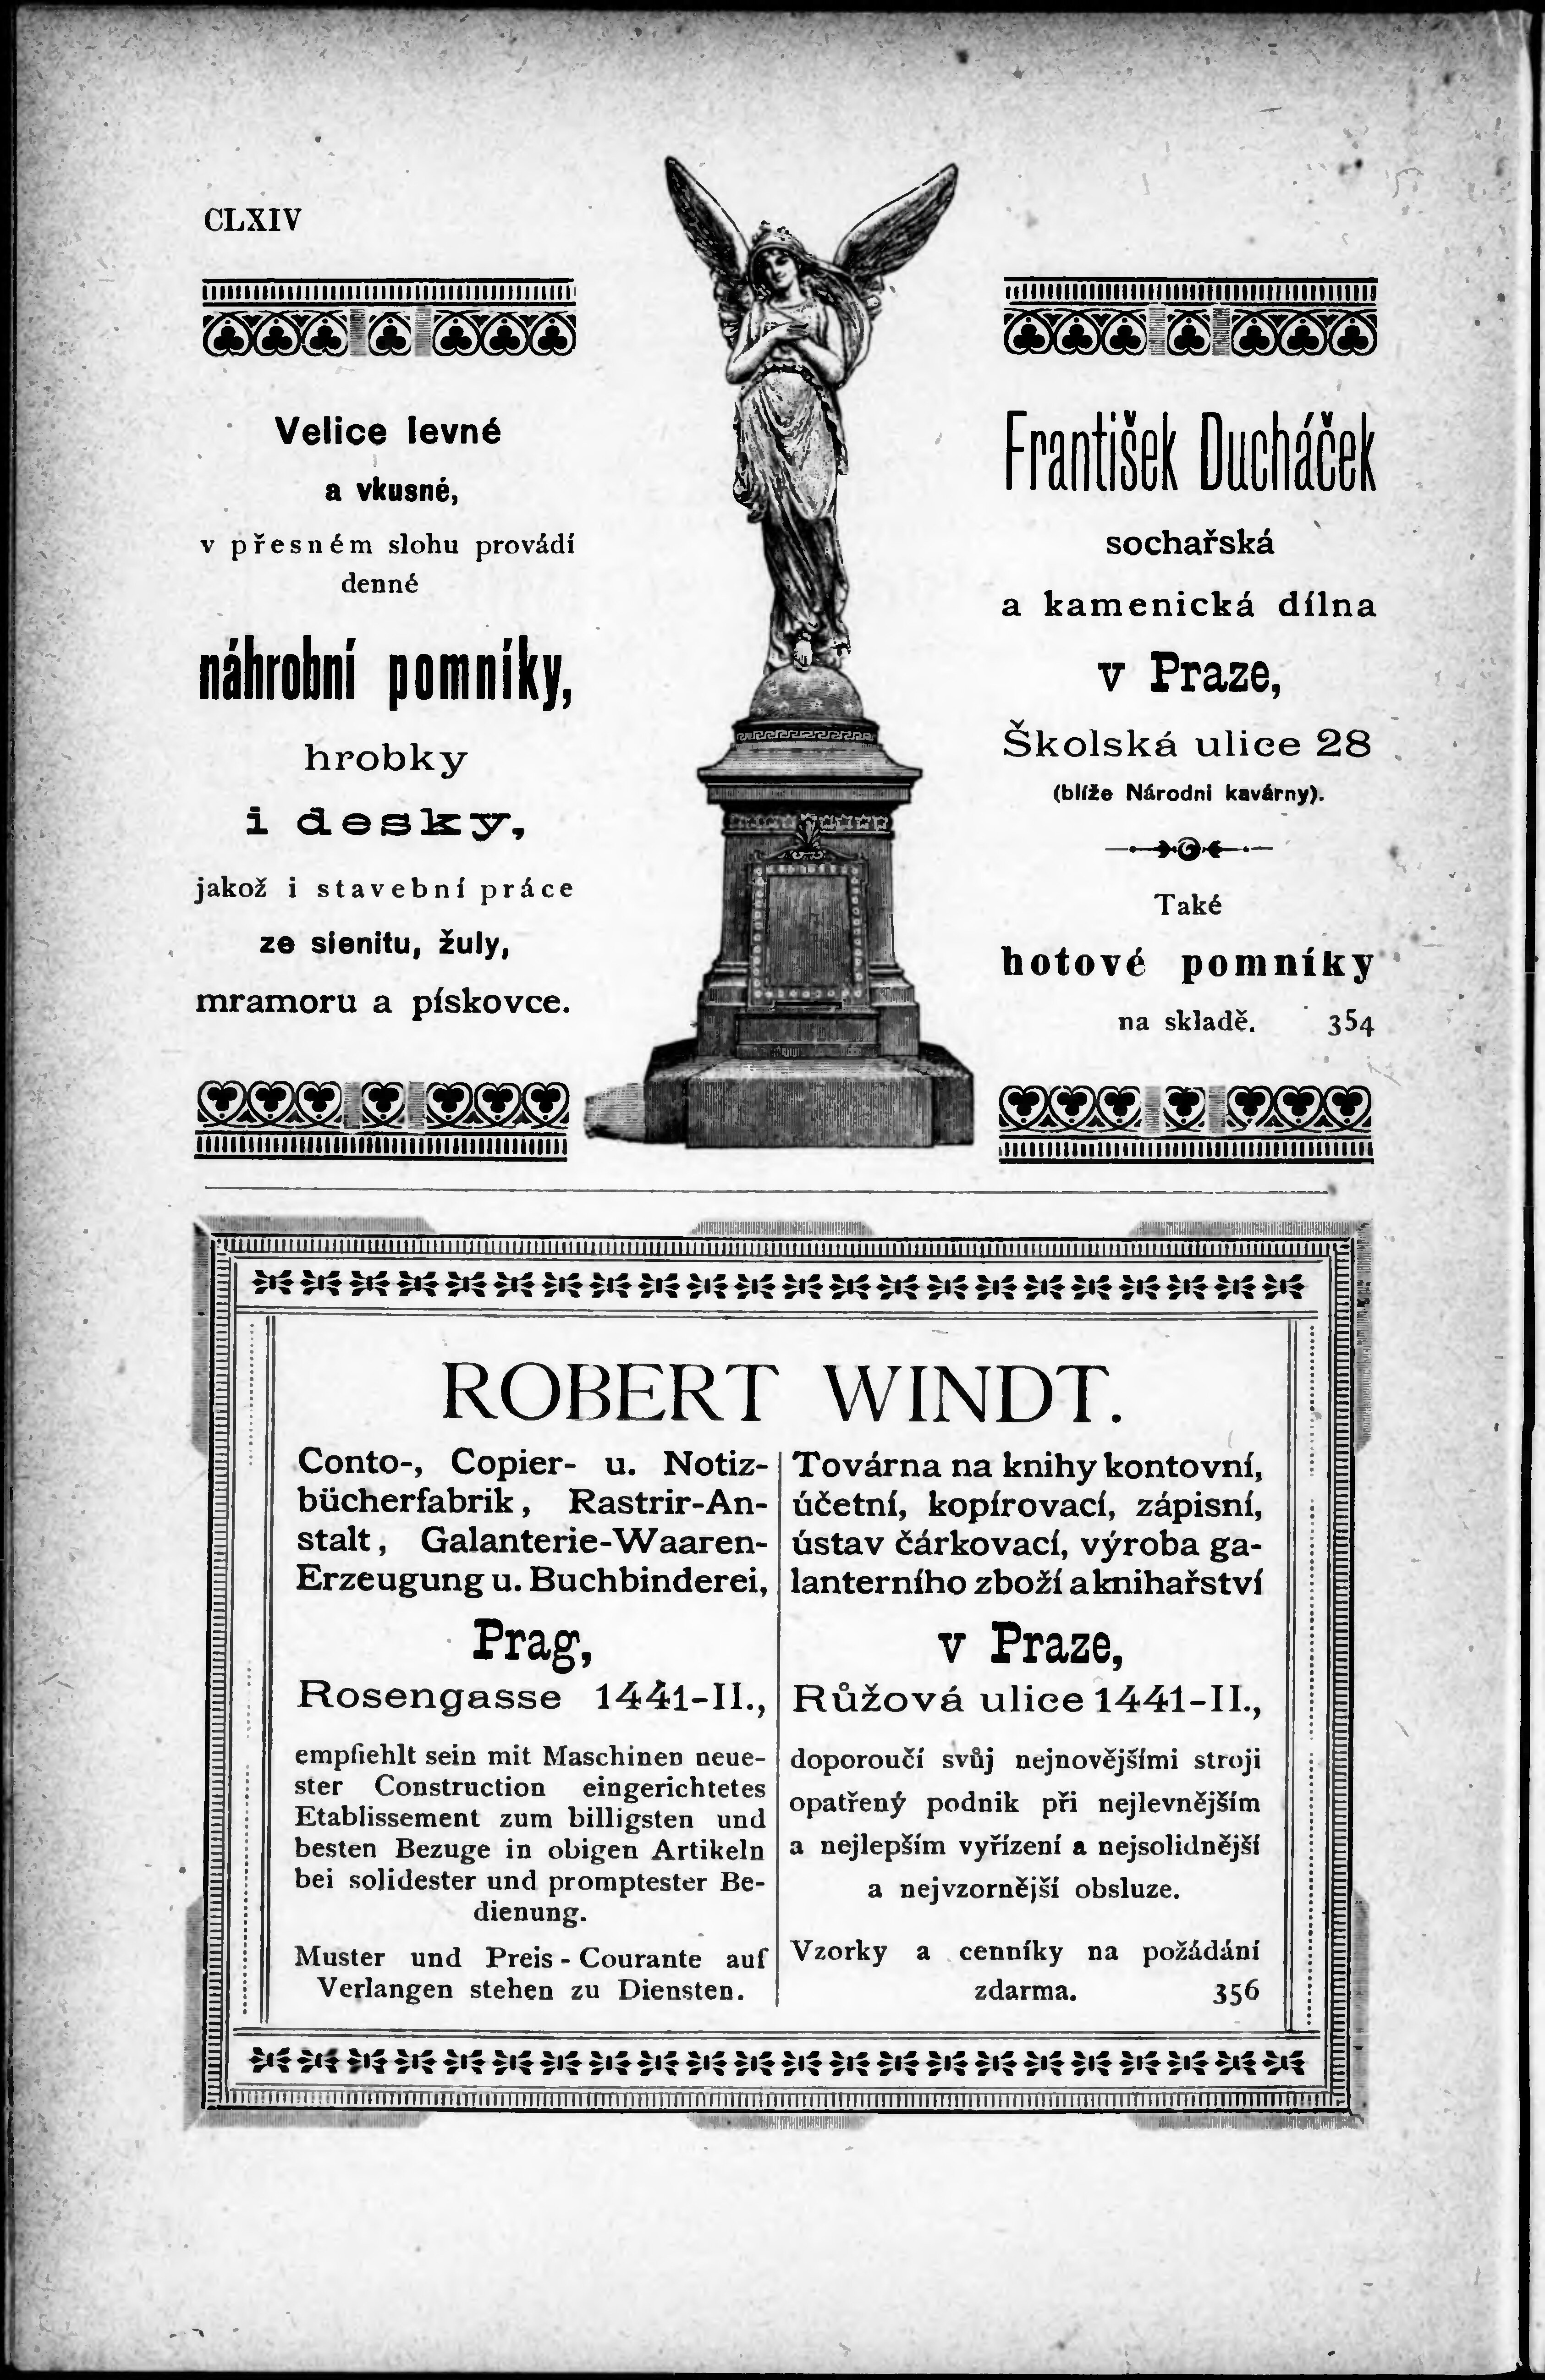 CLXIV
Velice levné
a vkusné,
v přesném slohu provádí
denně
náhrobní pomníky,
hrobky
i desky,
jakož i stavební práce
ze sienitu, žuly,
mramoru a pískovce.
František Ducháček
sochařská
a kamenická dílna
v Praze,
Školská ulice 28
(blíže Národni kavárny).
Také
hotové pomníky
na skladě. 354
ROBERT WINDT.
Conto-, Copier- u. Notiz-
bücherfabrik, Rastrir-An-
stalt, Galanterie-Waaren-
Erzeugung u. Buchbinderei,
Prag,
Rosengasse 1441-II.,
empfiehlt sein mit Maschinen neue-
ster Construction eingerichtetes
Etablissement zum billigsten und
besten Bezuge in obigen Artikeln
bei solidester und promptester Be-
dienung.
Muster und Preis-Courante auf
Verlangen stehen zu Diensten.
Továrna na knihy kontovní,
účetní, kopírovací, zápisní,
ústav čárkovací, výroba ga-
lanterního zboží a knihařství
v Praze,
Růžová ulice 1441-II.,
doporoučí svůj nejnovějšími stroji
opatřený podnik při nejlevnějším
a nejlepším vyřízení a nejsolidnější
a nejvzornější obsluze.
Vzorky a cenníky na požádání
zdarma. 356